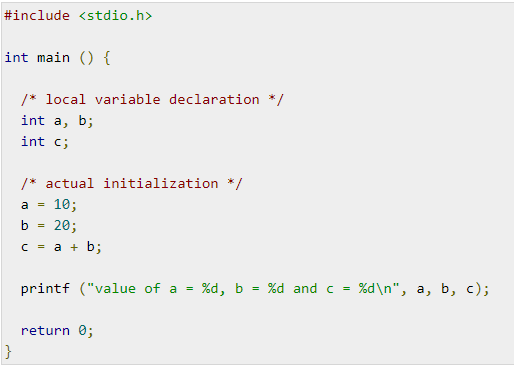 #include <stdio.h>
int main () {
/* local variable declaration */
int a, b;
int c;
/* actual initialization */
a = 10;
b = 20;
c = a + b;
printf ("value of a = %d, b = %d and c = %d\n", a, b, c);
return 0;
}